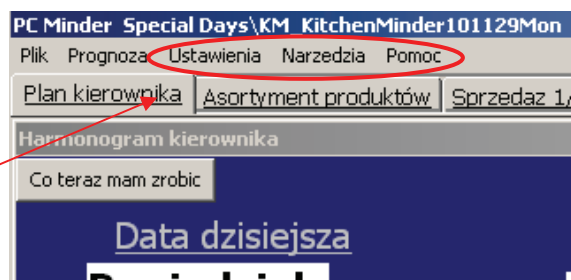 PC Minder Special Days\KM_KitchenMinder101129Mon
Plik Prognoza Ustawienia Narzedzia Pomoc
Plan kierownika Asortyment produktów Sprzedaz 1/
Harmonogram kierownika
Co teraz mam zrobic
Data dzisiejsza